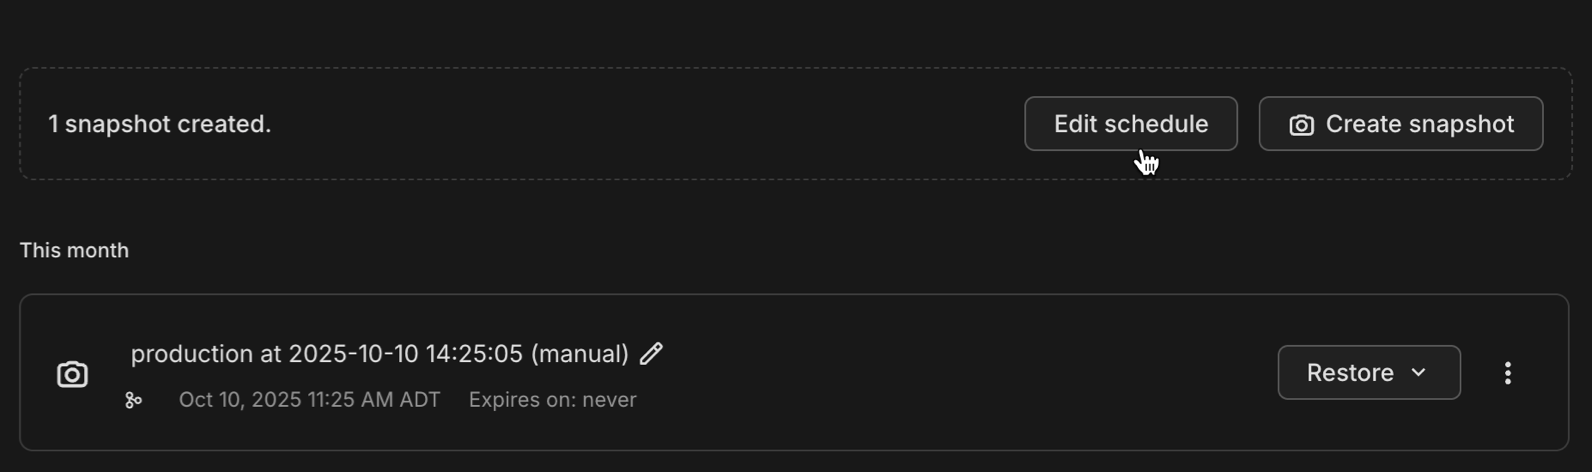 1 snapshot created.
Edit schedule
Create snapshot
This month
production at 2025-10-10 14:25:05 (manual)
Oct 10, 2025 11:25 AM ADT Expires on: never
Restore